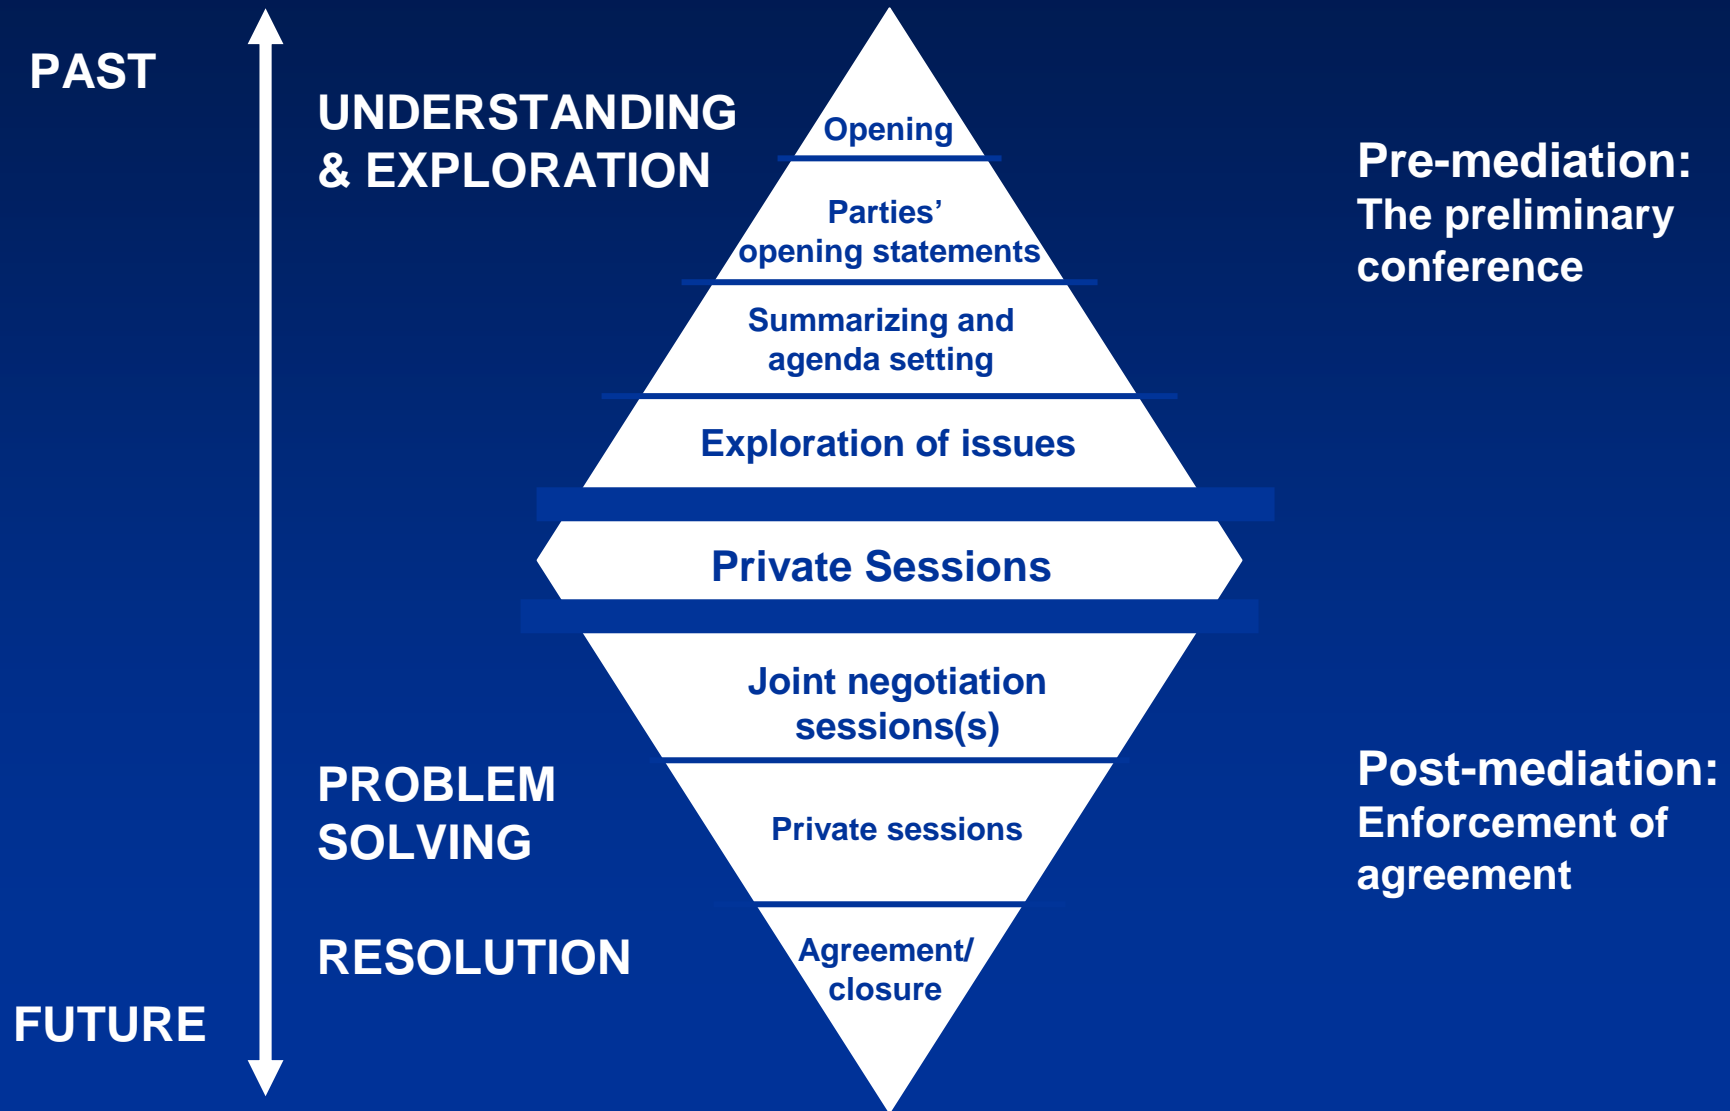 PAST
UNDERSTANDING
& EXPLORATION
Opening
Parties’
opening statements
Summarizing and
agenda setting
Exploration of issues
Private Sessions
Joint negotiation
sessions(s)
Private sessions
Agreement/
closure
PROBLEM
SOLVING
RESOLUTION
FUTURE
Pre-mediation:
The preliminary
conference
Post-mediation:
Enforcement of
agreement